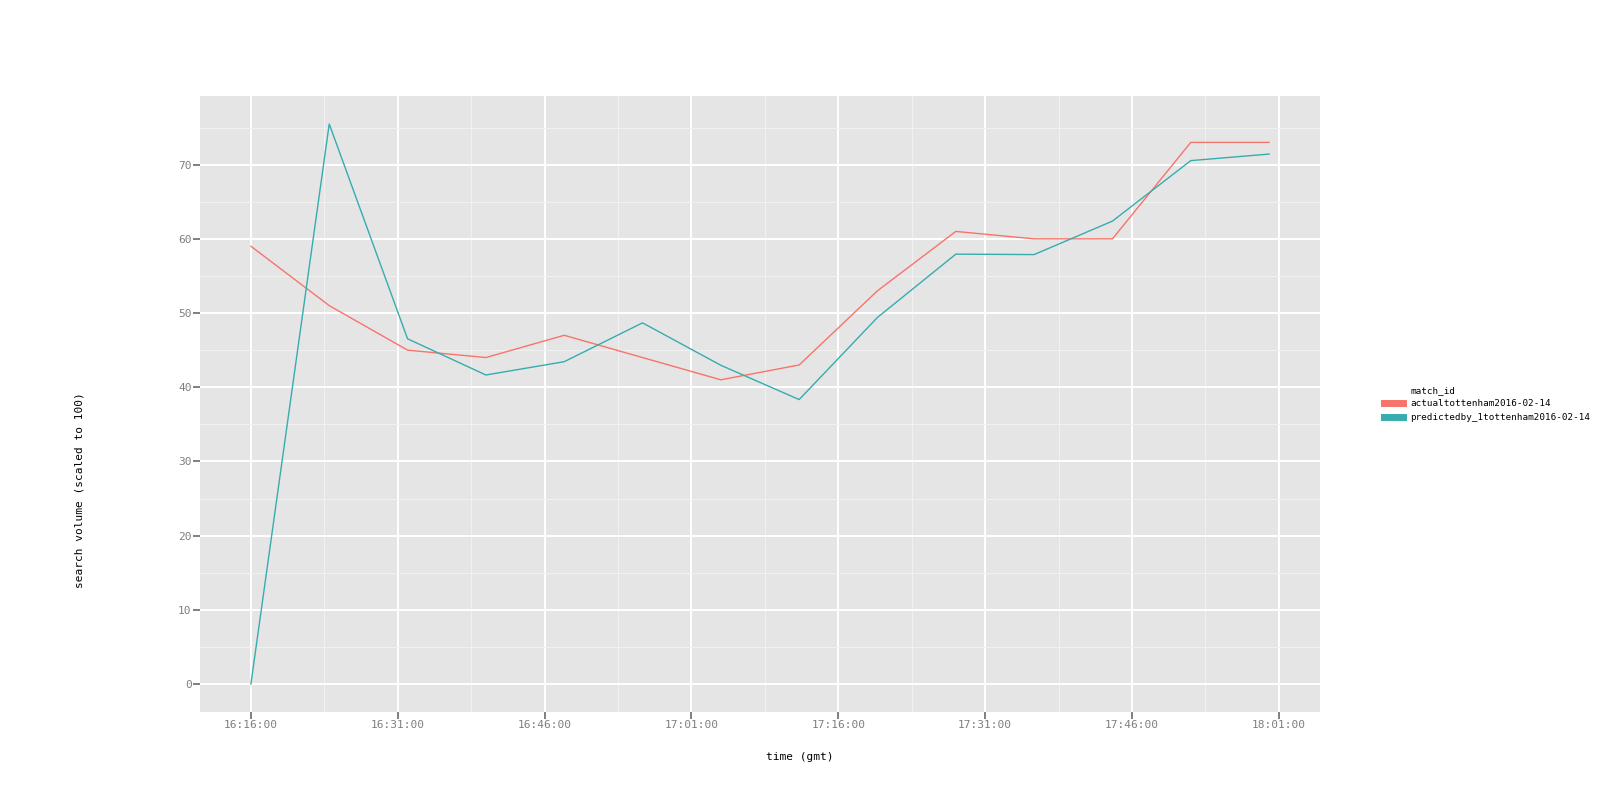 70
60
50
40
30
20
10
0
search volume (scaled to 100)
16:16:00 16:31:00 16:46:00 17:01:00 17:16:00 17:31:00 17:46:00 18:01:00
time (gmt)
match_id
actualtottenham2016-02-14
predictedby_1tottenham2016-02-14